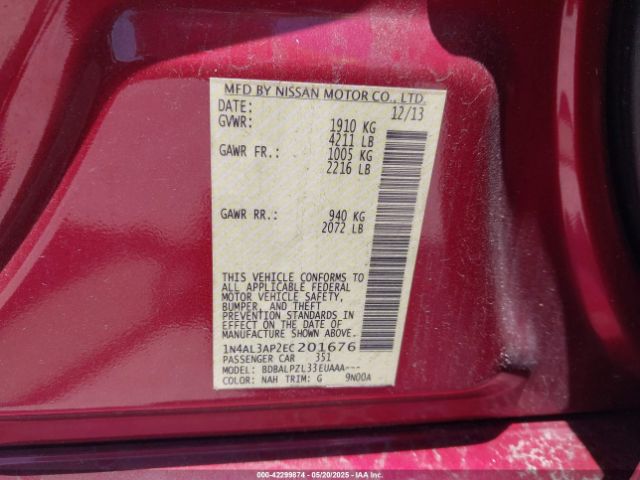 MFD BY NISSAN MOTOR CO., LTD.
DATE: 12/13
GVWR: 1910 KG
4211 LB
GAWR FR.: 1005 KG
2216 LB
GAWR RR.: 940 KG
2072 LB
THIS VEHICLE CONFORMS TO
ALL APPLICABLE FEDERAL
MOTOR VEHICLE SAFETY,
BUMPER, AND THEFT
PREVENTION STANDARDS IN
EFFECT ON THE DATE OF
MANUFACTURE SHOWN ABOVE.
1N4AL3AP2EC201676
PASSENGER CAR 351
MODEL: BDBALPZL33EUAAA---
COLOR: NAH TRIM: G 9N00A
000-42299874 | 05/20/2025 | IAAI.COM